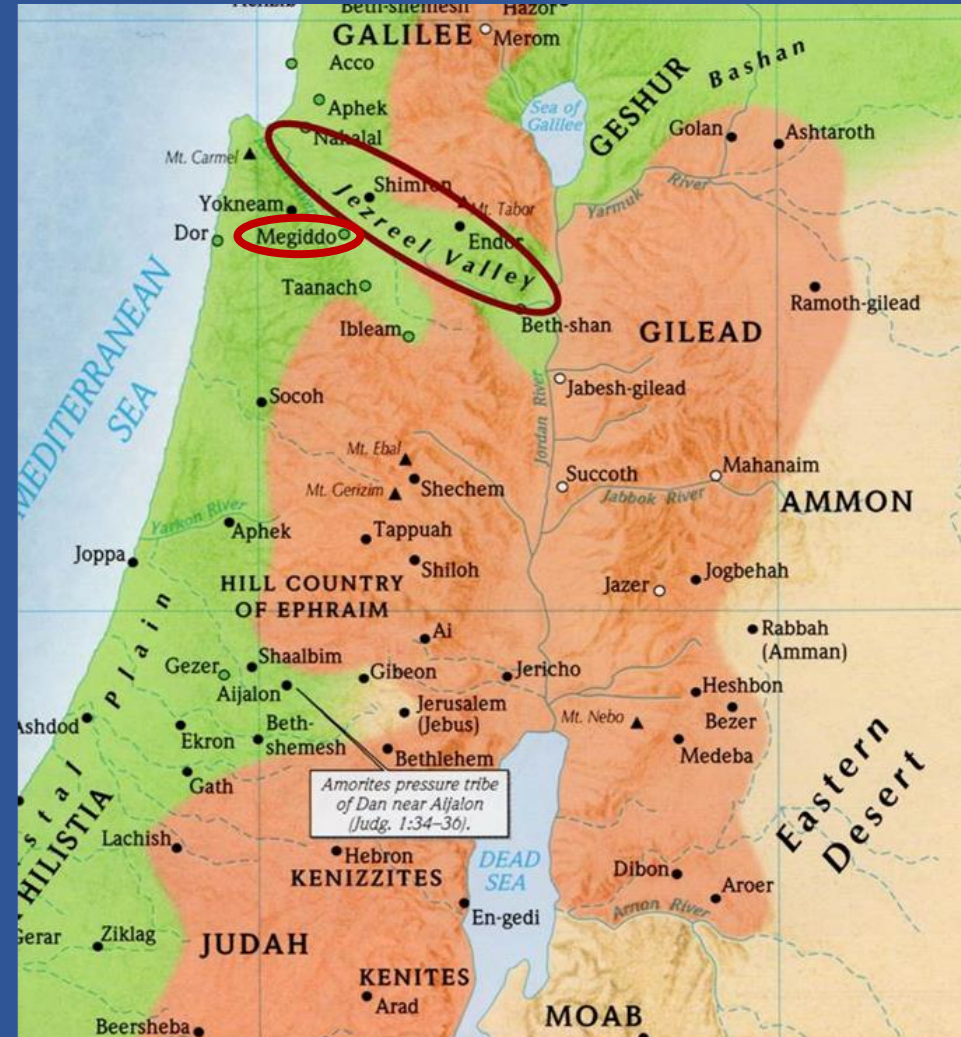 Beth-shemesh
Hazor
GALILEE
Merom
Acco
Bashan
GESHUR
Aphek
Sea of
Galilee
Golan
Ashtaroth
Nahalal
Mt. Carmel
Shimron
Yarmuk River
Yokneam
Mt. Tabor
Jezreel Valley
Dor
Megiddo
Endor
Taanach
Ramoth-gilead
Ibleam
Beth-shan
GILEAD
MEDITERRANEAN
SEA
Jabesh-gilead
Socoh
Jordan River
Mt. Ebal
Mt. Gerizim
Shechem
Succoth
Mahanaim
Jabbok River
AMMON
Yarkon River
Aphek
Tappuah
Joppa
Shiloh
Jogbehah
Jazer
HILL COUNTRY
OF EPHRAIM
Ai
Rabbah
(Amman)
Shaalbim
Gezer
Gibeon
Jericho
Aijalon
Heshbon
Plain
Jerusalem
(Jebus)
Mt. Nebo
Bezer
Ashdod
Ekron
Beth-
shemesh
Bethlehem
Medeba
Gath
Amorites pressure tribe
of Dan near Aijalon
(Judg. 1:34–36).
Eastern
Desert
Lachish
Hebron
KENIZZITES
DEAD
SEA
Dibon
Aroer
Arnon River
En-gedi
Gerar
Ziklag
JUDAH
KENITES
Arad
MOAB
Beersheba